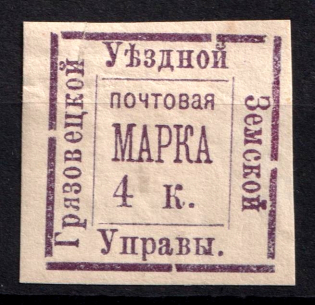 Грязовецкой
Уѣздной
Земской
Управы.
почтовая
МАРКА
4 к.